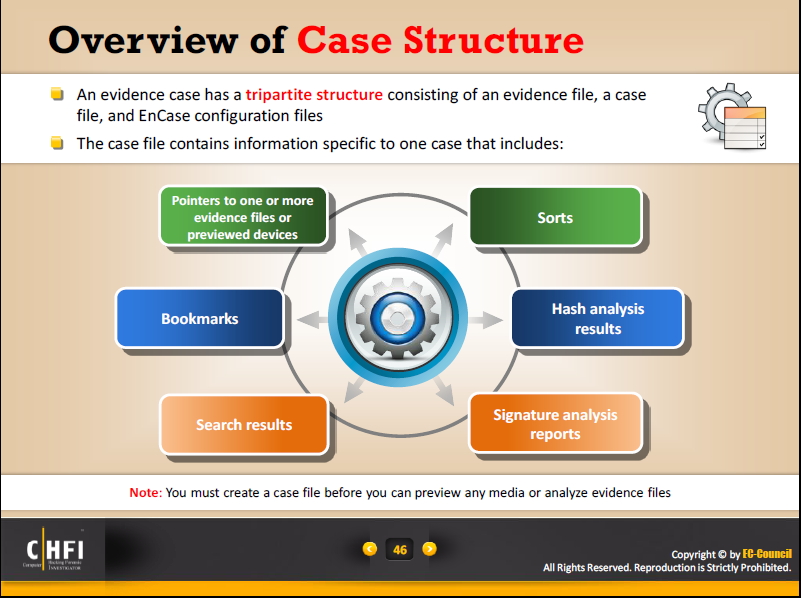 Overview of Case Structure
An evidence case has a tripartite structure consisting of an evidence file, a case
file, and EnCase configuration files
The case file contains information specific to one case that includes:
Pointers to one or more
evidence files or
previewed devices
Sorts
Bookmarks
Hash analysis
results
Search results
Signature analysis
reports
Note: You must create a case file before you can preview any media or analyze evidence files
CHFI
Computer
Hacking Forensic
INVESTIGATOR
46
Copyright © by EC-Council
All Rights Reserved. Reproduction is Strictly Prohibited.